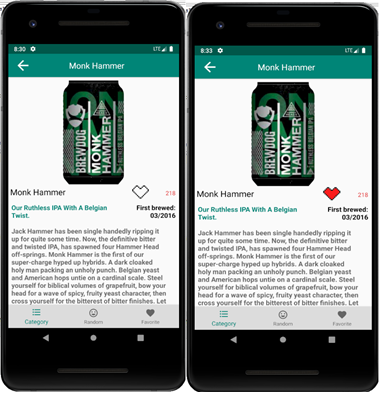 8:30 LTE
Monk Hammer
BREWDOG
MONK
HAMMER
Monk Hammer 218
Our Ruthless IPA With A Belgian First brewed:
Twist. 03/2016
Jack Hammer has been single handedly ripping it
up for quite some time. Now, the definitive bitter
and twisted IPA, has spawned four Hammer Head
off-springs. Monk Hammer is the first of our
super-charge hyped up hybrids. A dark cloaked
holy man packing an unholy punch. Belgian yeast
and American hops untie on a cardinal scale. Steel
yourself for biblical volumes of grapefruit, bow your
head for a wave of spicy, fruity yeast character, then
cross yourself for the bitterest of bitter finishes. Let
Category Random Favorite
8:33 LTE
Monk Hammer
BREWDOG
MONK
HAMMER
Monk Hammer 218
Our Ruthless IPA With A Belgian First brewed:
Twist. 03/2016
Jack Hammer has been single handedly ripping it
up for quite some time. Now, the definitive bitter
and twisted IPA, has spawned four Hammer Head
off-springs. Monk Hammer is the first of our
super-charge hyped up hybrids. A dark cloaked
holy man packing an unholy punch. Belgian yeast
and American hops untie on a cardinal scale. Steel
yourself for biblical volumes of grapefruit, bow your
head for a wave of spicy, fruity yeast character, then
cross yourself for the bitterest of bitter finishes. Let
Category Random Favorite